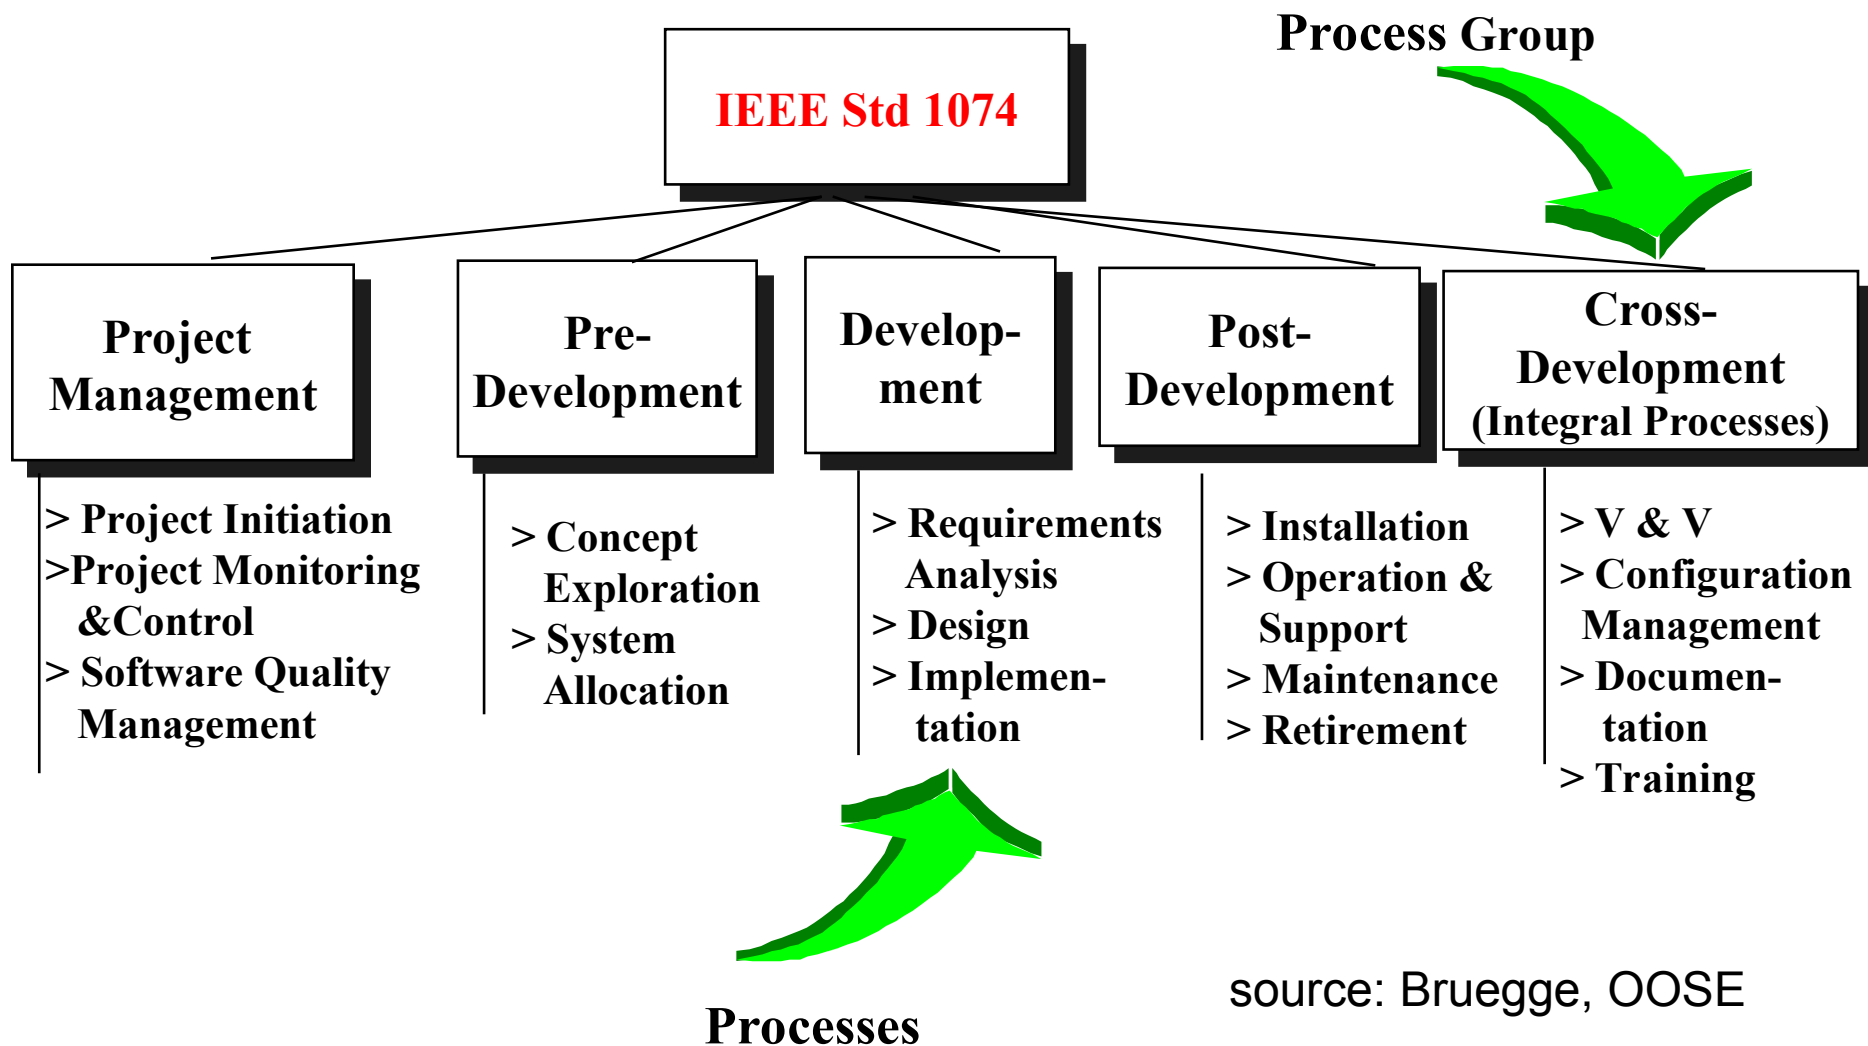 Process Group
IEEE Std 1074
Project
Management
> Project Initiation
>Project Monitoring
&Control
> Software Quality
Management
Pre-
Development
> Concept
Exploration
> System
Allocation
Develop-
ment
> Requirements
Analysis
> Design
> Implemen-
tation
Post-
Development
> Installation
> Operation &
Support
> Maintenance
> Retirement
Cross-
Development
(Integral Processes)
> V & V
> Configuration
Management
> Documen-
tation
> Training
Processes
source: Bruegge, OOSE